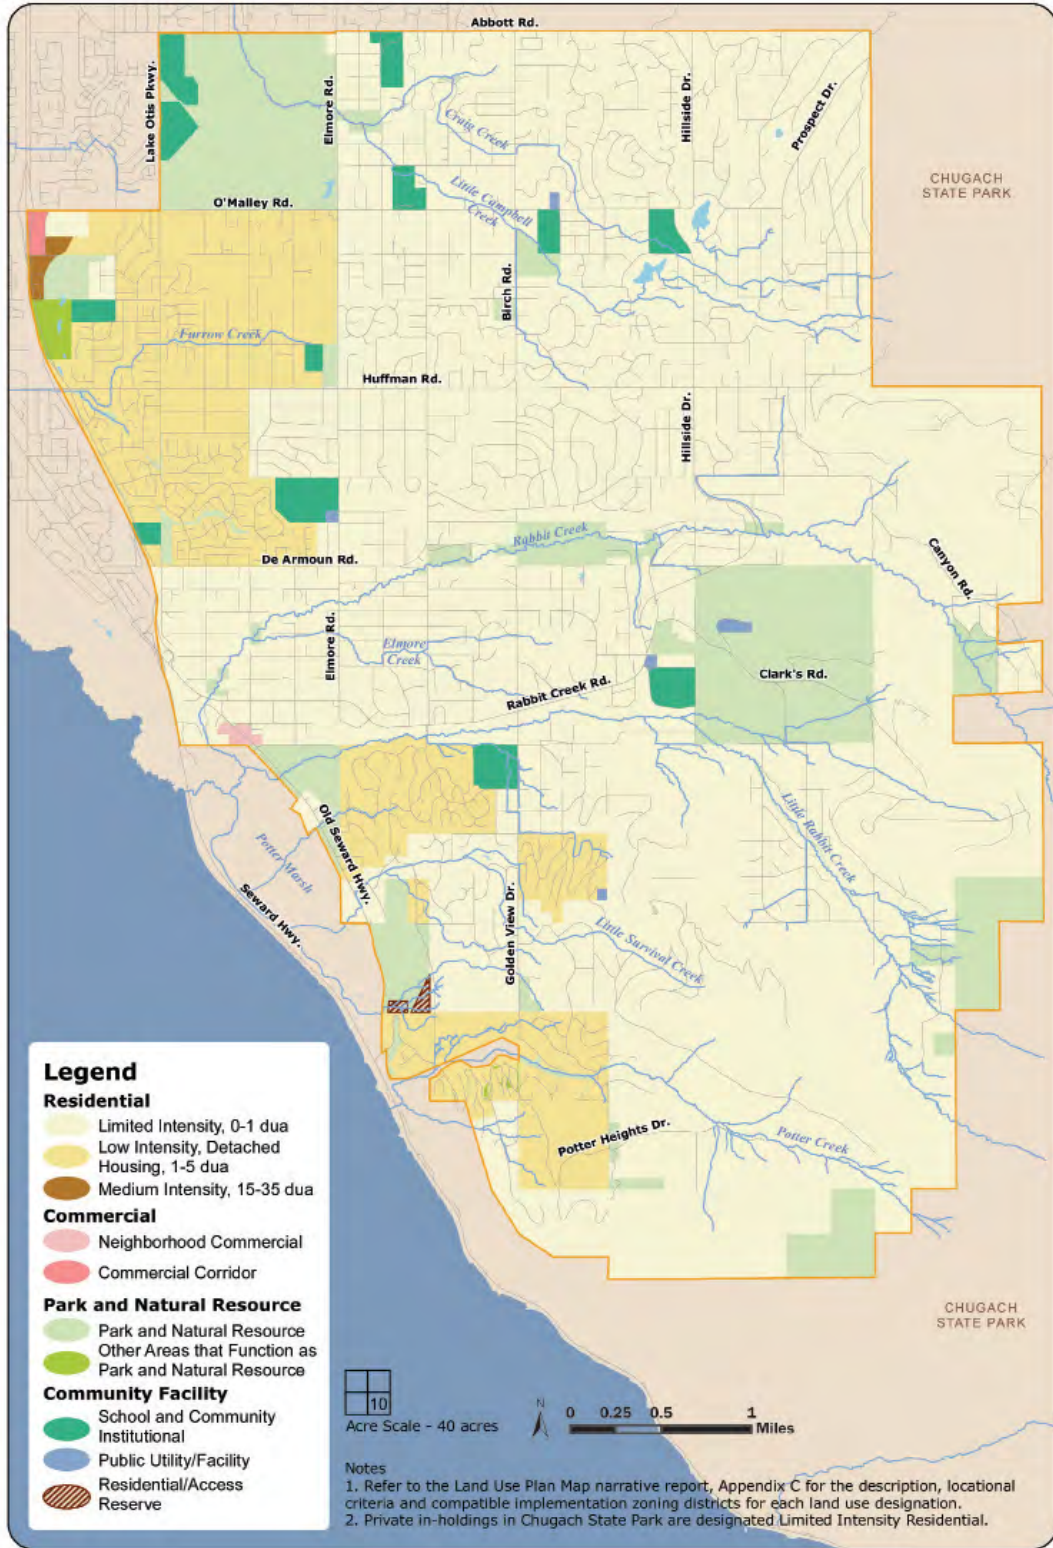 Abbott Rd.
Lake Otis Pkwy.
Elmore Rd.
Craig Creek
Hillside Dr.
Prospect Dr.
CHUGACH
STATE PARK
Little Campbell
Creek
O'Malley Rd.
Birch Rd.
Furrow Creek
Huffman Rd.
Hillside Dr.
Rabbit Creek
De Armoun Rd.
Canyon Rd.
Elmore Rd.
Elmore
Creek
Rabbit Creek Rd.
Clark's Rd.
Old Seward Hwy.
Potter Marsh
Seward Hwy.
Little Rabbit Creek
Golden View Dr.
Little Survival Creek
Potter Heights Dr.
Potter Creek
CHUGACH
STATE PARK
Legend
Residential
Limited Intensity, 0-1 dua
Low Intensity, Detached
Housing, 1-5 dua
Medium Intensity, 15-35 dua
Commercial
Neighborhood Commercial
Commercial Corridor
Park and Natural Resource
Park and Natural Resource
Other Areas that Function as
Park and Natural Resource
Community Facility
School and Community
Institutional
Public Utility/Facility
Residential/Access
Reserve
10
Acre Scale - 40 acres
N
0 0.25 0.5 1
Miles
Notes
1. Refer to the Land Use Plan Map narrative report, Appendix C for the description, locational
criteria and compatible implementation zoning districts for each land use designation.
2. Private in-holdings in Chugach State Park are designated Limited Intensity Residential.